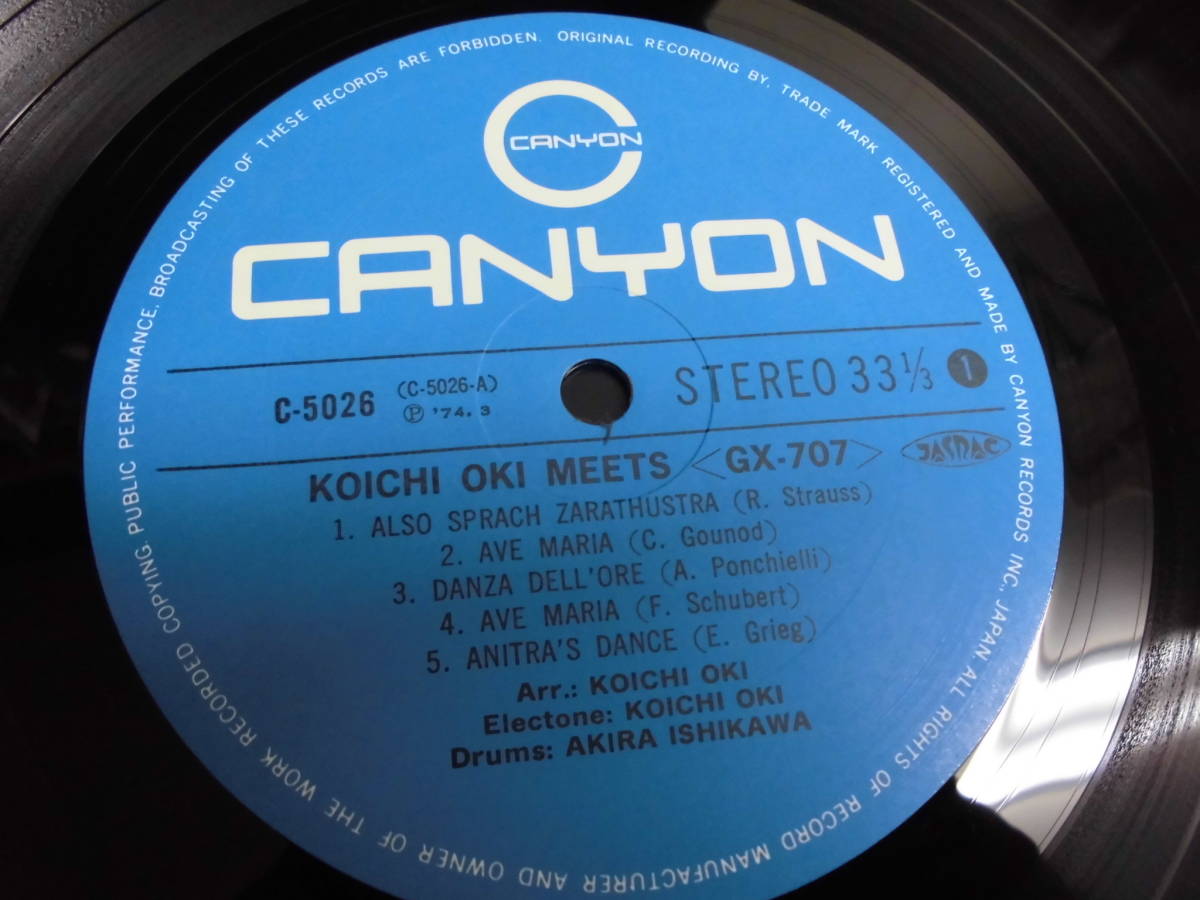 CANYON
CANYON
C-5026 (C-5026-A)
Ⓟ '74. 3
STEREO 33 1/3 1
KOICHI OKI MEETS <GX-707> JASRAC
1. ALSO SPRACH ZARATHUSTRA (R. Strauss)
2. AVE MARIA (C. Gounod)
3. DANZA DELL'ORE (A. Ponchielli)
4. AVE MARIA (F. Schubert)
5. ANITRA'S DANCE (E. Grieg)
Arr.: KOICHI OKI
Electone: KOICHI OKI
Drums: AKIRA ISHIKAWA
ORIGINAL RECORDING BY, TRADE MARK REGISTERED AND MADE BY CANYON RECORDS INC., JAPAN. ALL RIGHTS OF RECORD MANUFACTURER AND OWNER OF THE WORK RECORDED COPYING. PUBLIC PERFORMANCE, BROADCASTING OF THESE RECORDS ARE FORBIDDEN.